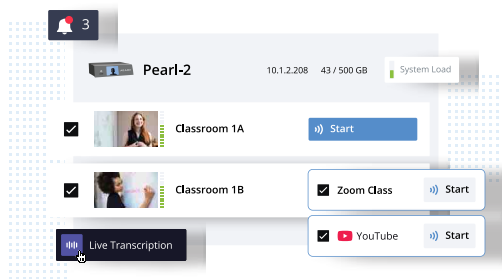 3
Pearl-2 10.1.2.208 43 / 500 GB System Load
Classroom 1A Start
Classroom 1B
Zoom Class Start
YouTube Start
Live Transcription